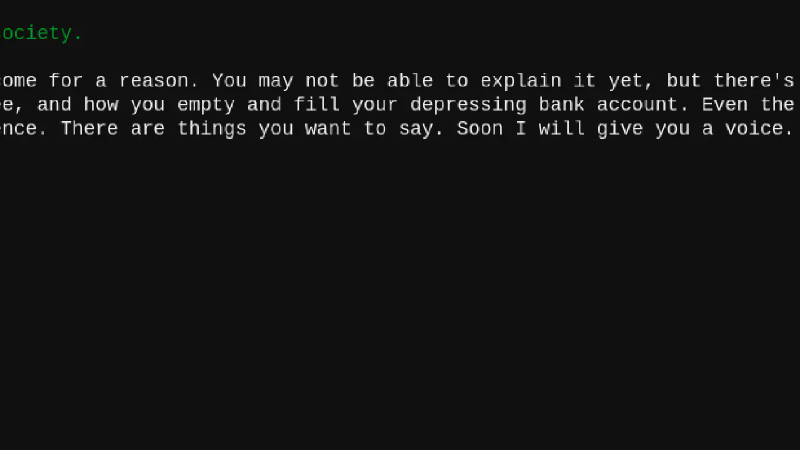 ociety.
come for a reason. You may not be able to explain it yet, but there's
e, and how you empty and fill your depressing bank account. Even the
ence. There are things you want to say. Soon I will give you a voice.